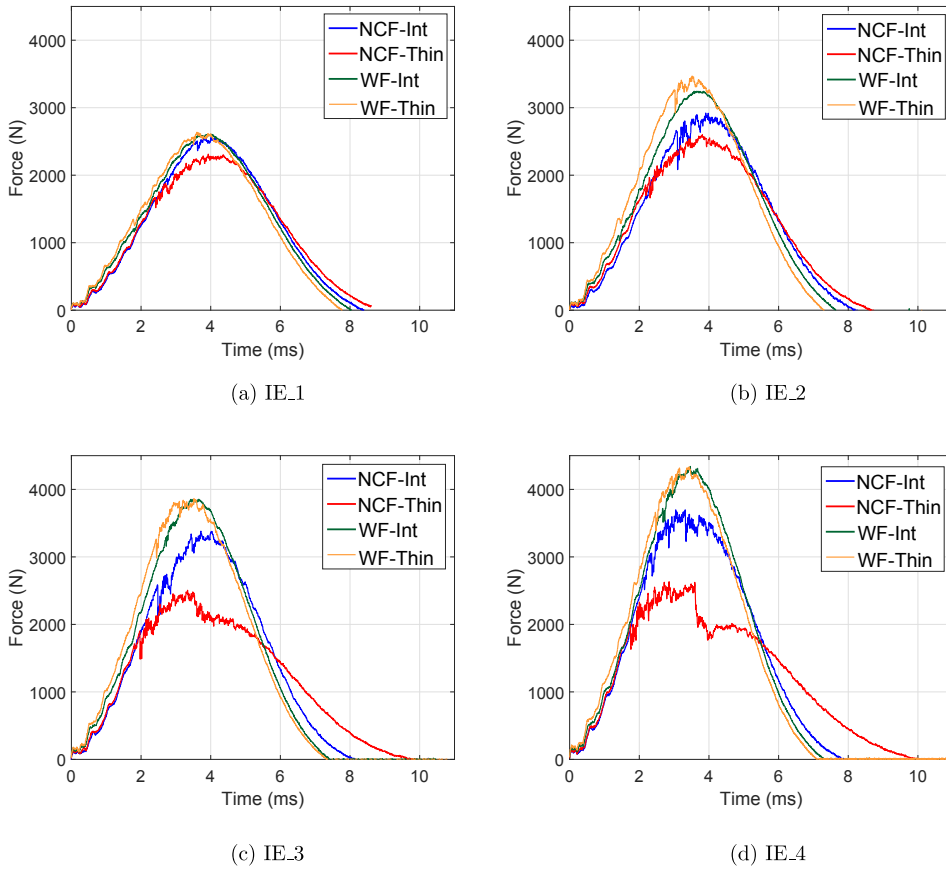 4000
3000
2000
1000
0
Force (N)
0 2 4 6 8 10
Time (ms)
NCF-Int
NCF-Thin
WF-Int
WF-Thin
(a) IE_1
4000
3000
2000
1000
0
Force (N)
0 2 4 6 8 10
Time (ms)
NCF-Int
NCF-Thin
WF-Int
WF-Thin
(b) IE_2
4000
3000
2000
1000
0
Force (N)
0 2 4 6 8 10
Time (ms)
NCF-Int
NCF-Thin
WF-Int
WF-Thin
(c) IE_3
4000
3000
2000
1000
0
Force (N)
0 2 4 6 8 10
Time (ms)
NCF-Int
NCF-Thin
WF-Int
WF-Thin
(d) IE_4